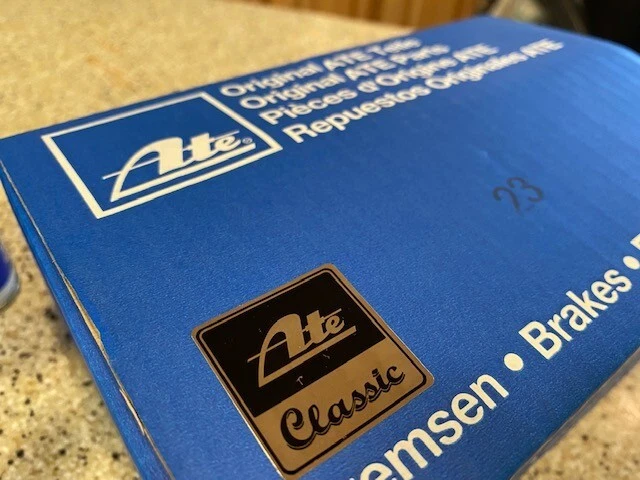 Ate®
Original ATE Teile
Original ATE Parts
Pièces d'Origine ATE
Repuestos Originales ATE
23
Ate
Classic
emsen • Brakes •